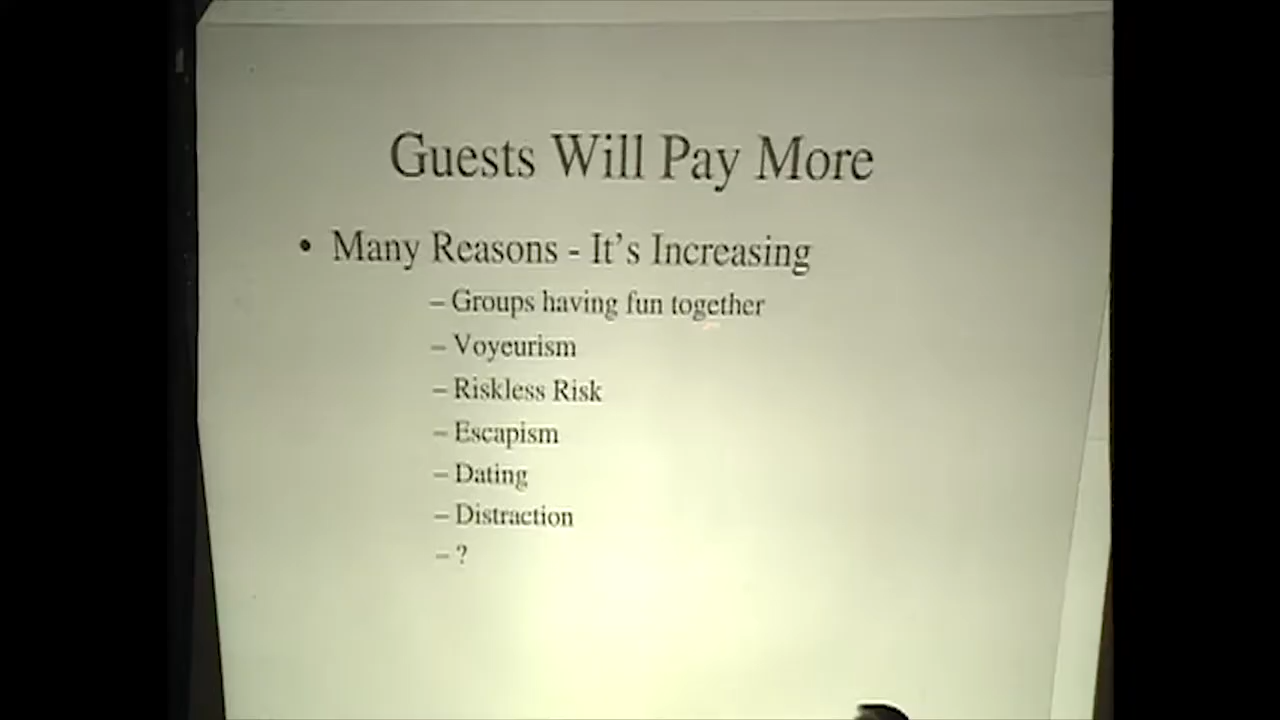 Guests Will Pay More
• Many Reasons - It's Increasing
– Groups having fun together
– Voyeurism
– Riskless Risk
– Escapism
– Dating
– Distraction
– ?